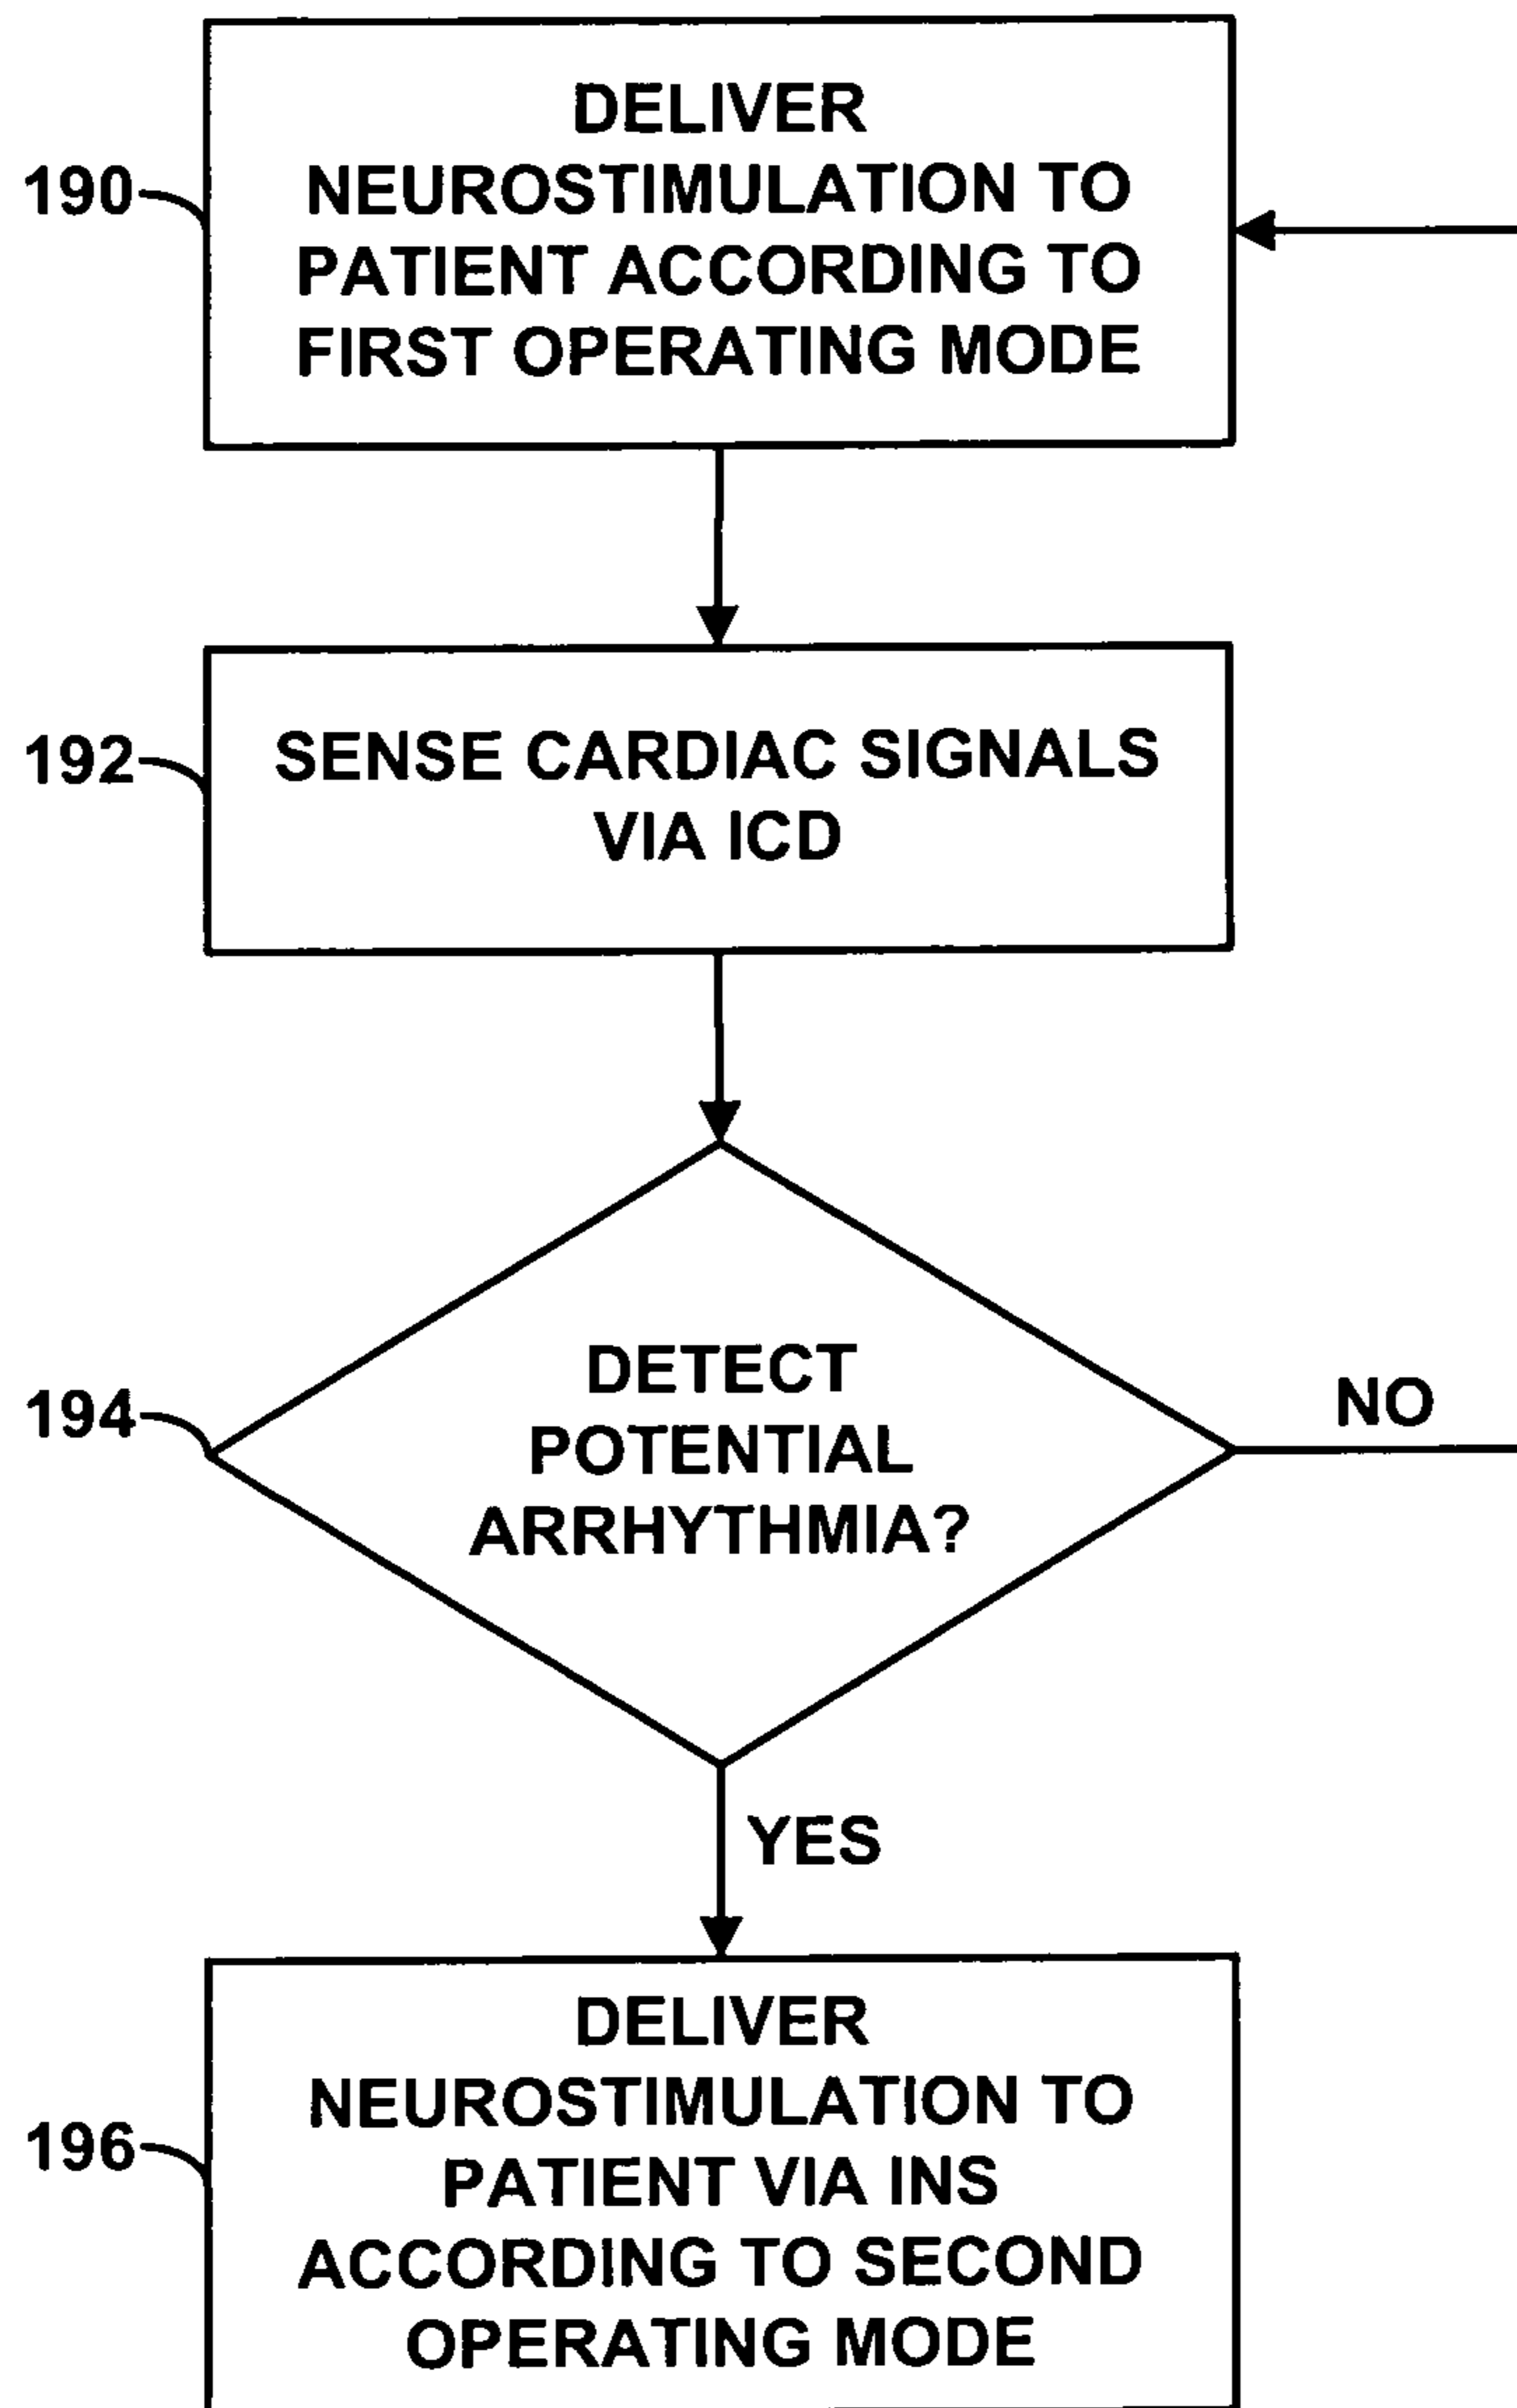 190
DELIVER
NEUROSTIMULATION TO
PATIENT ACCORDING TO
FIRST OPERATING MODE
192
SENSE CARDIAC SIGNALS
VIA ICD
194
DETECT
POTENTIAL
ARRHYTHMIA?
NO
YES
196
DELIVER
NEUROSTIMULATION TO
PATIENT VIA INS
ACCORDING TO SECOND
OPERATING MODE